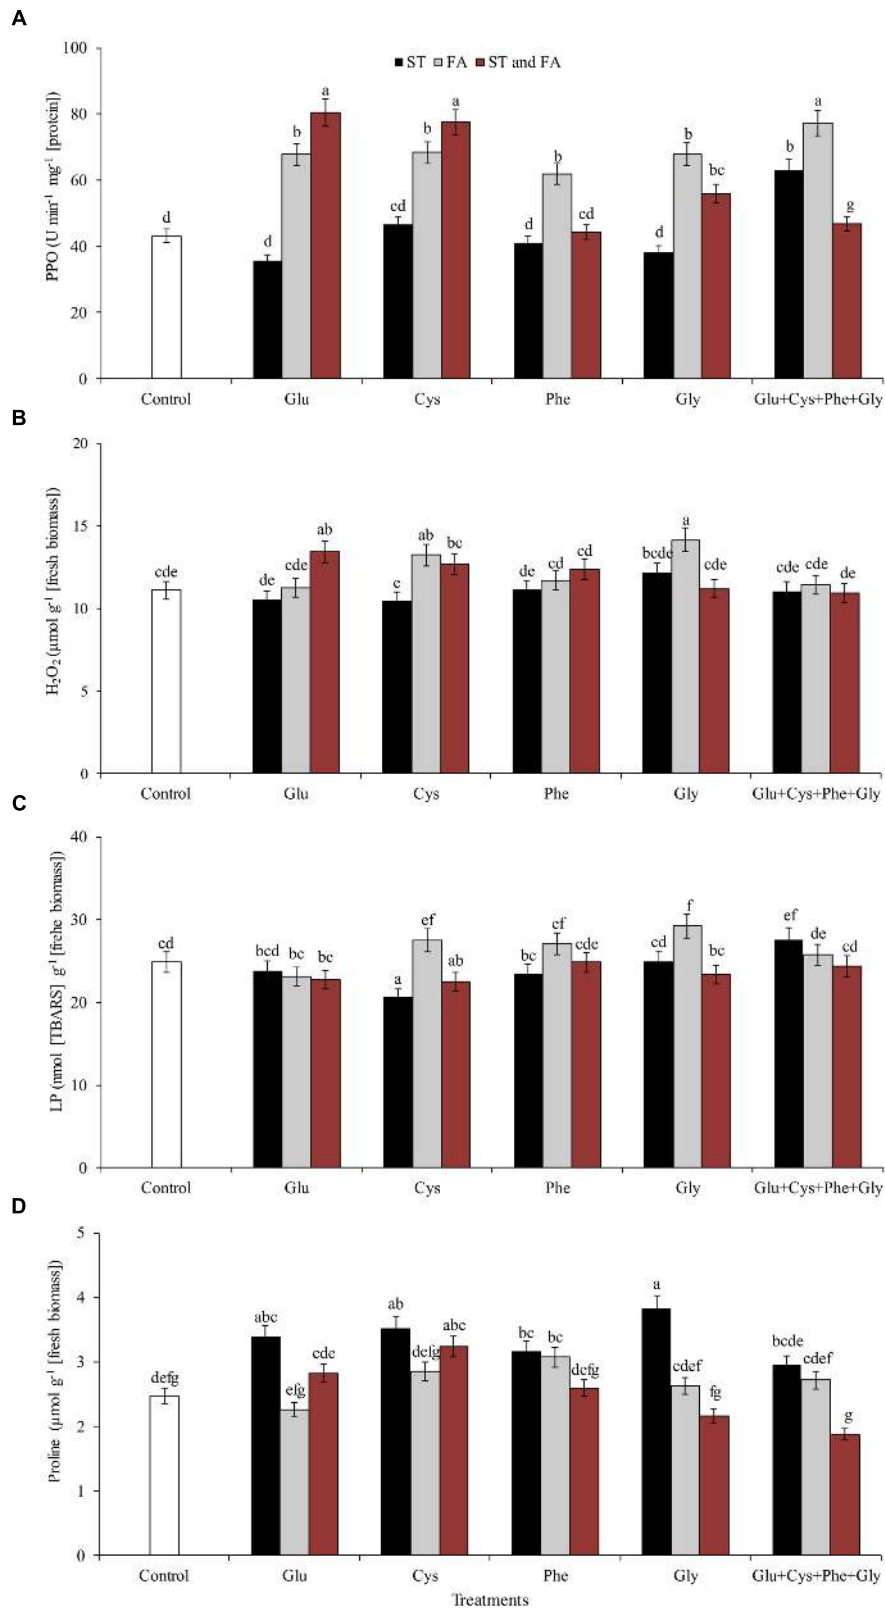 A
100
ST FA ST and FA
a
80
a
a
b
b
b
b
b
60
bc
d
cd
d
cd
d
d
g
40
20
0
PPO (U min⁻¹ mg⁻¹ [protein])
Control Glu Cys Phe Gly Glu+Cys+Phe+Gly
B
20
15
ab
ab
bc
a
cde
de
cde
e
de
cd
cd
bcde
cde
cde
cde
de
10
5
0
H₂O₂ (µmol g⁻¹ [fresh biomass])
Control Glu Cys Phe Gly Glu+Cys+Phe+Gly
C
40
30
cd
bcd
bc
bc
a
ef
ab
bc
ef
cde
cd
f
bc
ef
de
cd
20
10
0
LP (nmol [TBARS] g⁻¹ [frehe biomass])
Control Glu Cys Phe Gly Glu+Cys+Phe+Gly
D
5
4
defg
abc
efg
cde
ab
defg
abc
bc
bc
defg
a
cdef
fg
bcde
cdef
g
3
2
1
0
Proline (µmol g⁻¹ [fresh biomass])
Control Glu Cys Phe Gly Glu+Cys+Phe+Gly
Treatments